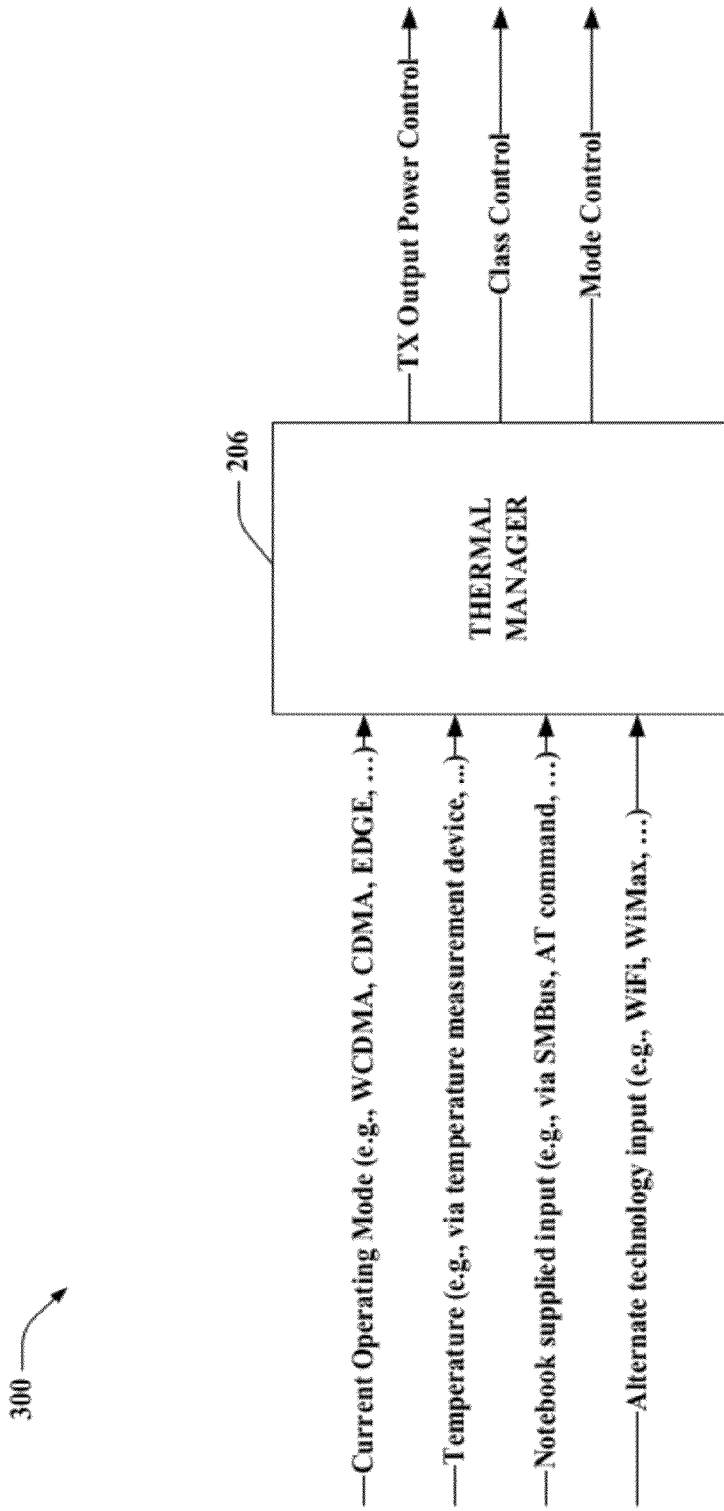 300
206
Current Operating Mode (e.g., WCDMA, CDMA, EDGE, …)
Temperature (e.g., via temperature measurement device, ...)
Notebook supplied input (e.g., via SMBus, AT command, …)
Alternate technology input (e.g., WiFi, WiMax, …)
THERMAL
MANAGER
TX Output Power Control
Class Control
Mode Control